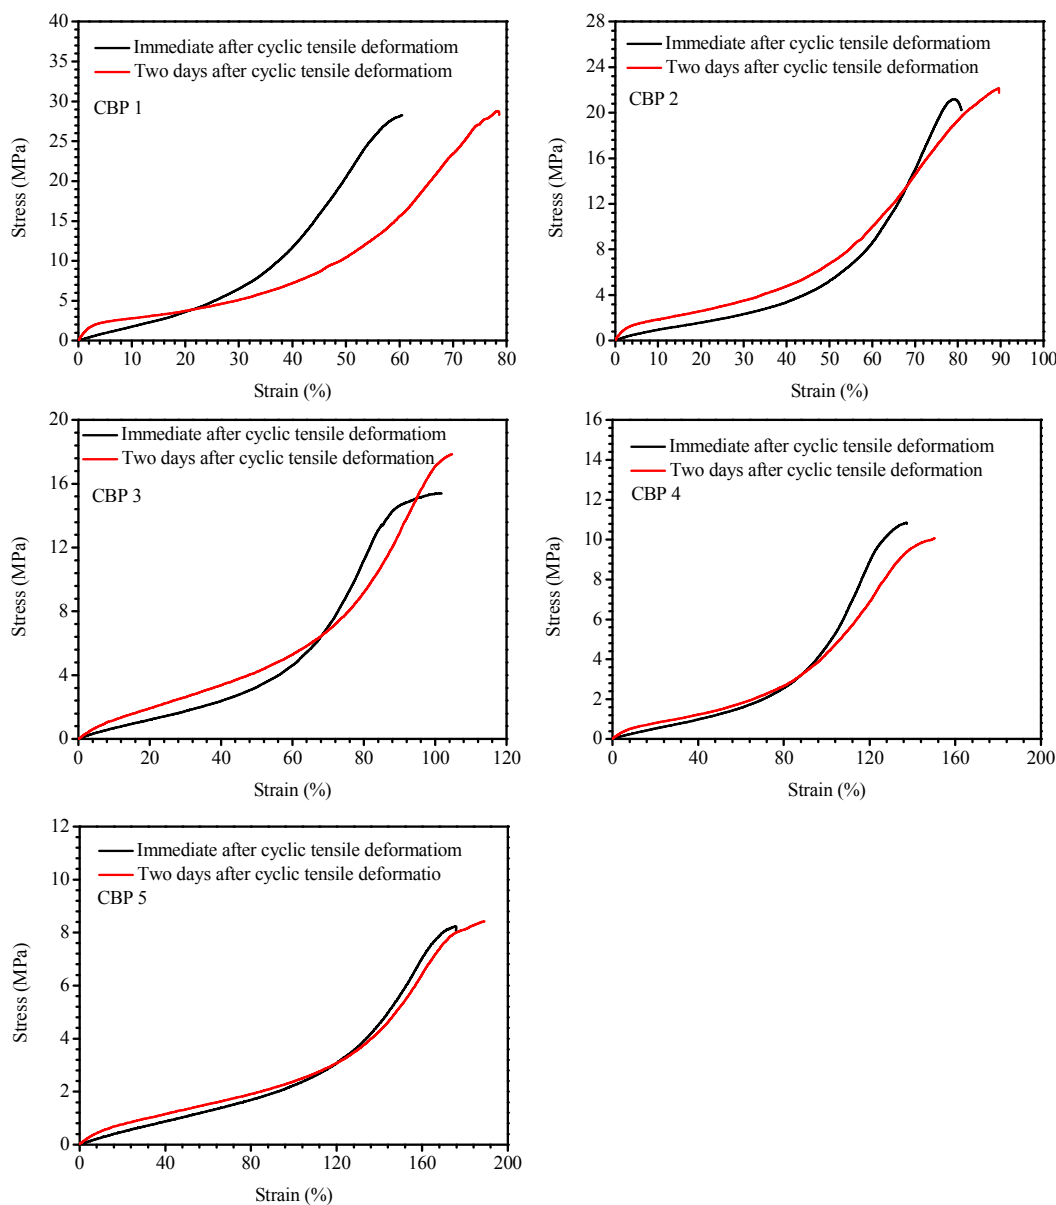 40
35
30
25
20
15
10
5
0
Stress (MPa)
Immediate after cyclic tensile deformatiom
Two days after cyclic tensile deformatiom
CBP 1
0 10 20 30 40 50 60 70 80
Strain (%)
28
24
20
16
12
8
4
0
Stress (MPa)
Immediate after cyclic tensile deformatiom
Two days after cyclic tensile deformation
CBP 2
0 10 20 30 40 50 60 70 80 90 100
Strain (%)
20
16
12
8
4
0
Stress (MPa)
Immediate after cyclic tensile deformatiom
Two days after cyclic tensile deformation
CBP 3
0 20 40 60 80 100 120
Strain (%)
16
14
12
10
8
6
4
2
0
Stress (MPa)
Immediate after cyclic tensile deformatiom
Two days after cyclic tensile deformation
CBP 4
0 40 80 120 160 200
Strain (%)
12
10
8
6
4
2
0
Stress (MPa)
Immediate after cyclic tensile deformatiom
Two days after cyclic tensile deformatio
CBP 5
0 40 80 120 160 200
Strain (%)